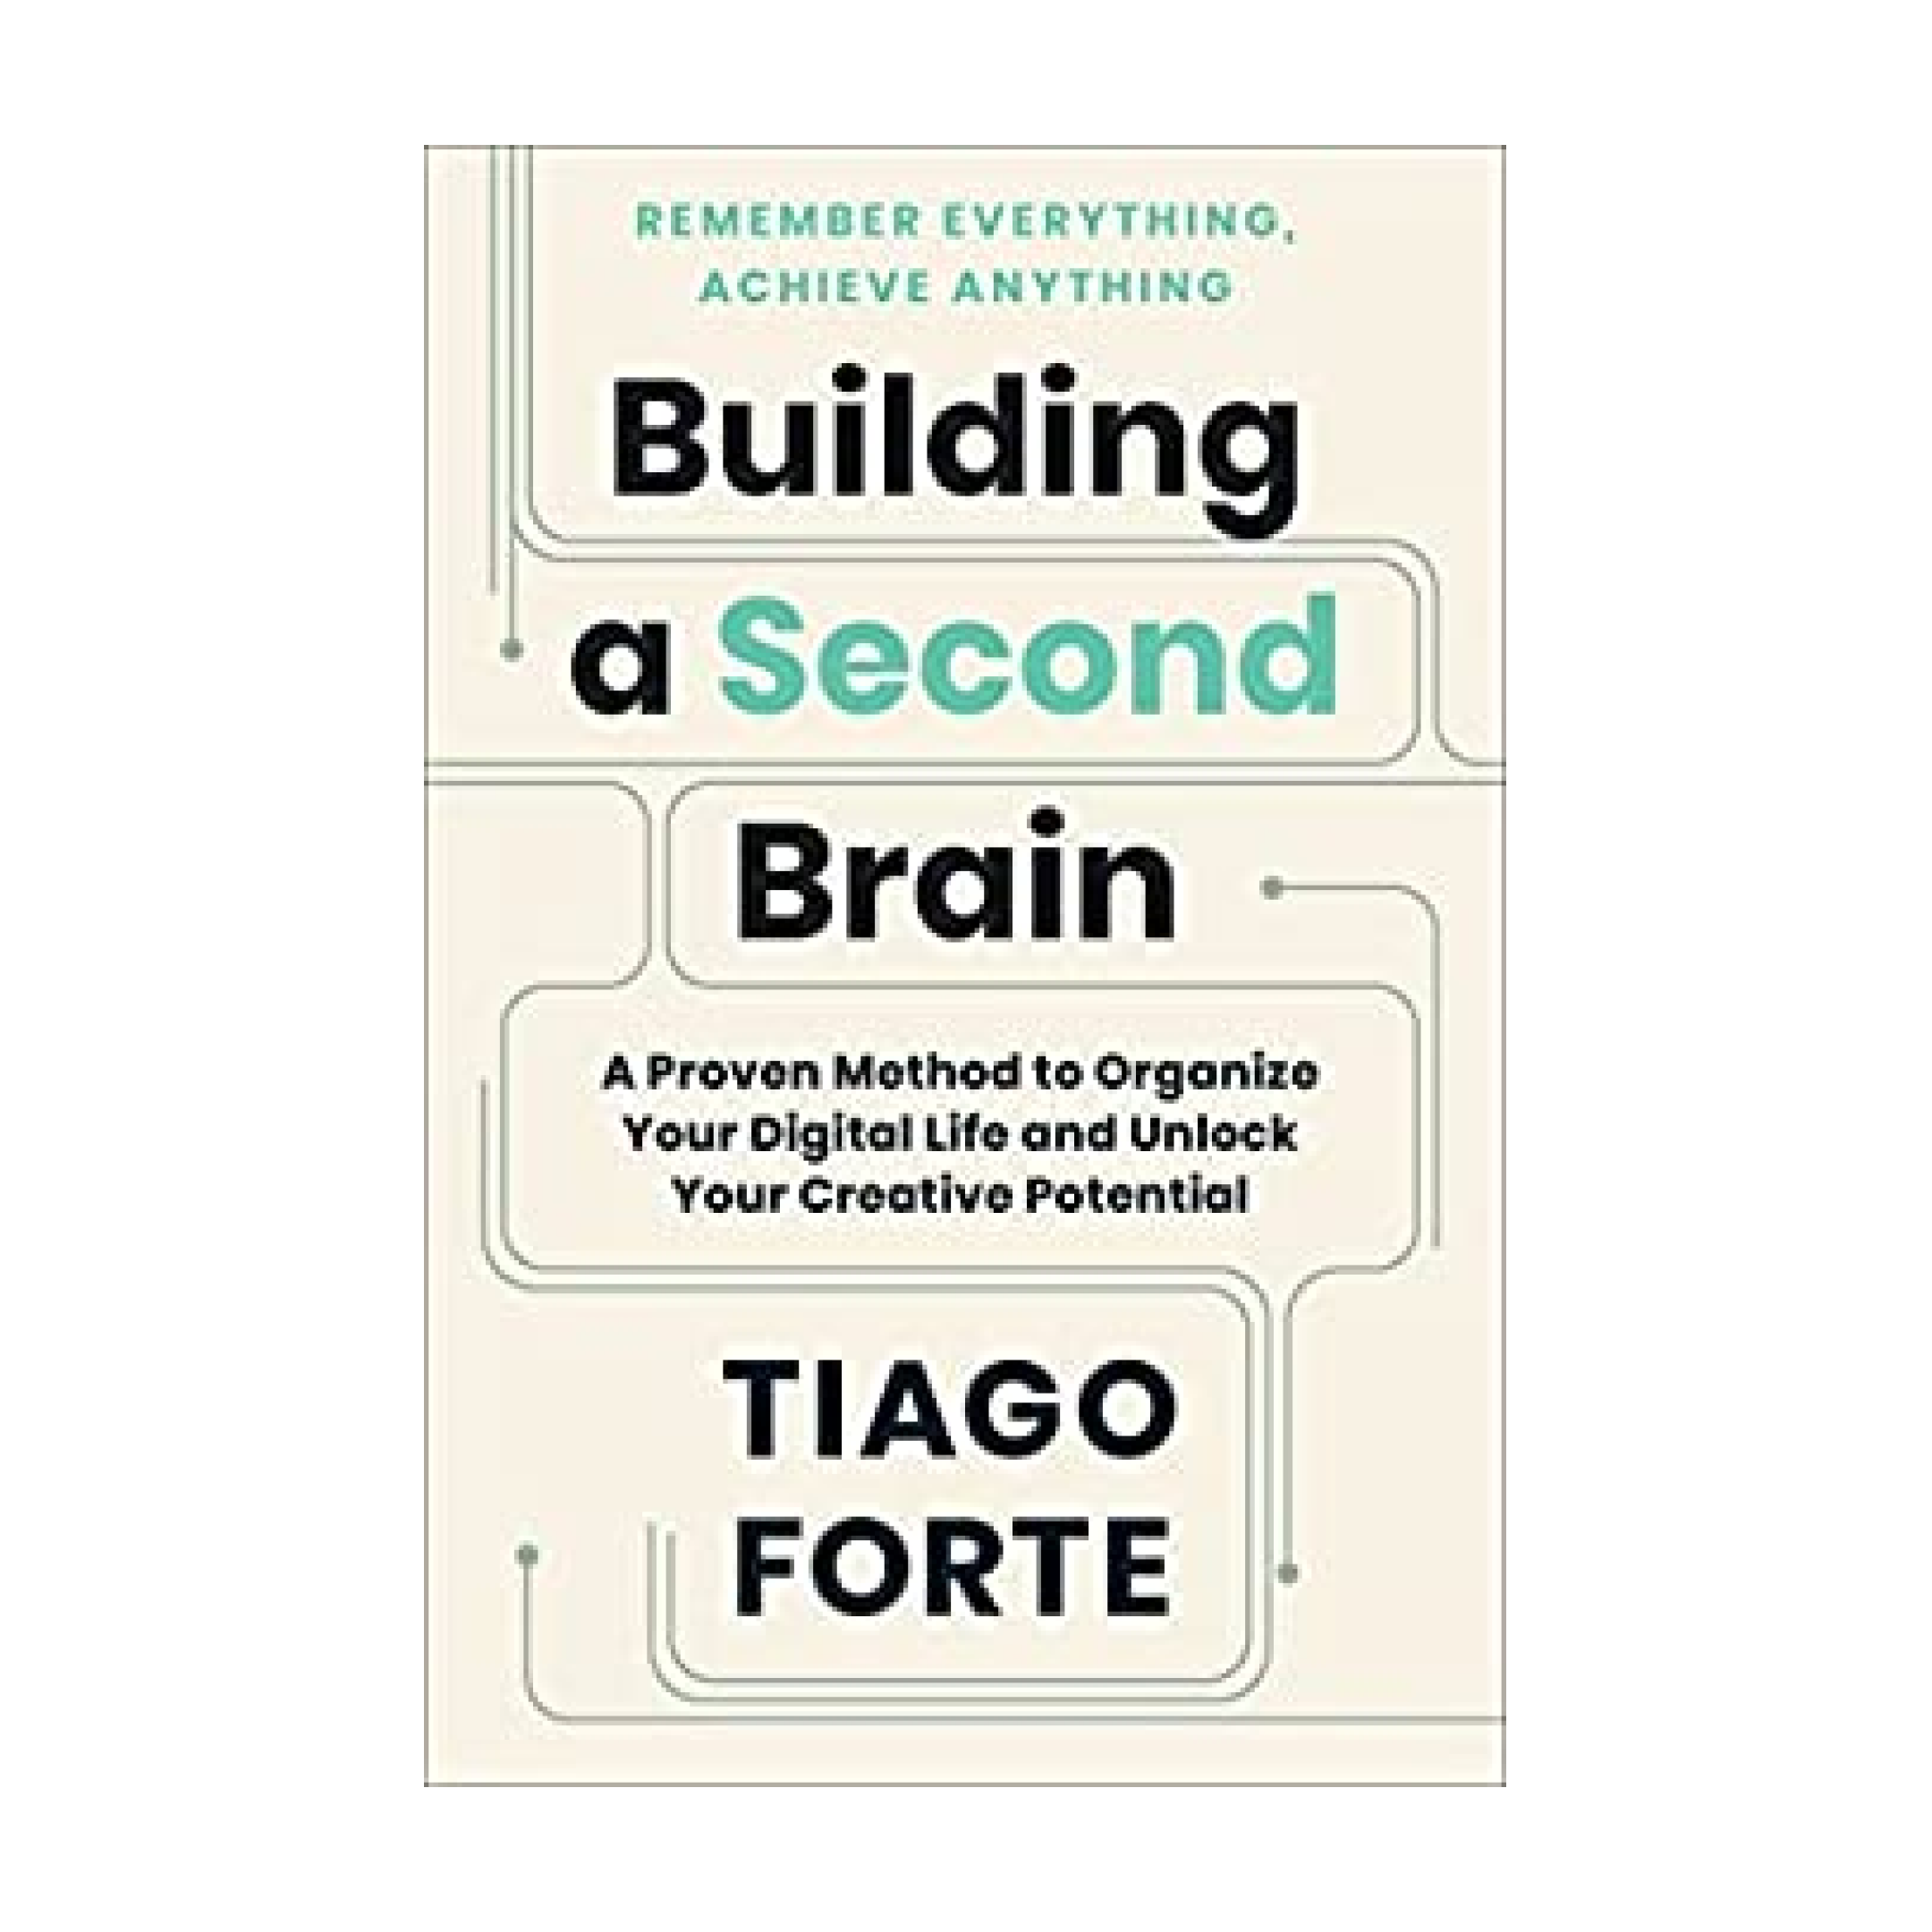 REMEMBER EVERYTHING,
ACHIEVE ANYTHING
Building
a Second
Brain
A Proven Method to Organize
Your Digital Life and Unlock
Your Creative Potential
TIAGO
FORTE